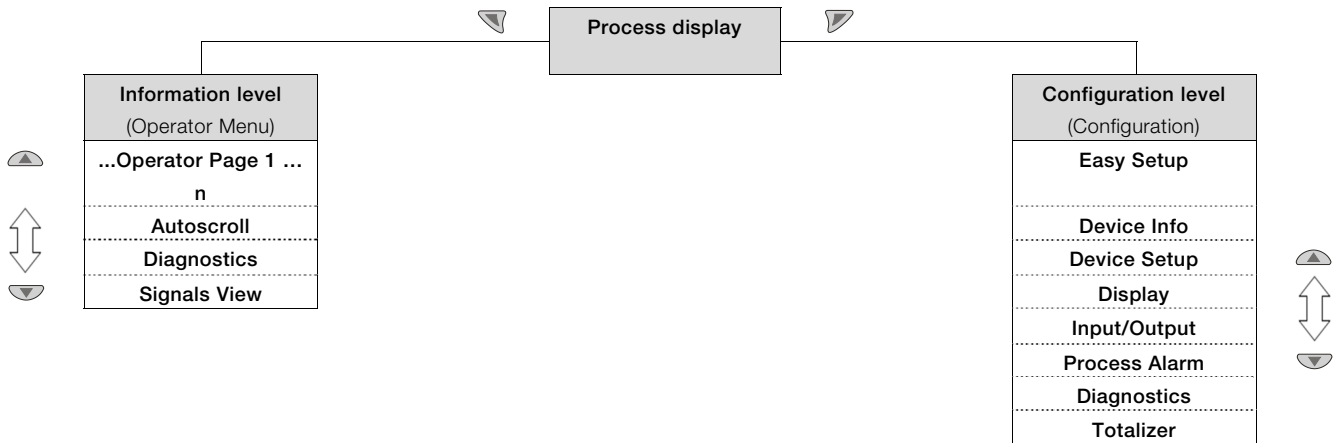 Process display
Information level
(Operator Menu)
...Operator Page 1 …
n
Autoscroll
Diagnostics
Signals View
Configuration level
(Configuration)
Easy Setup
Device Info
Device Setup
Display
Input/Output
Process Alarm
Diagnostics
Totalizer